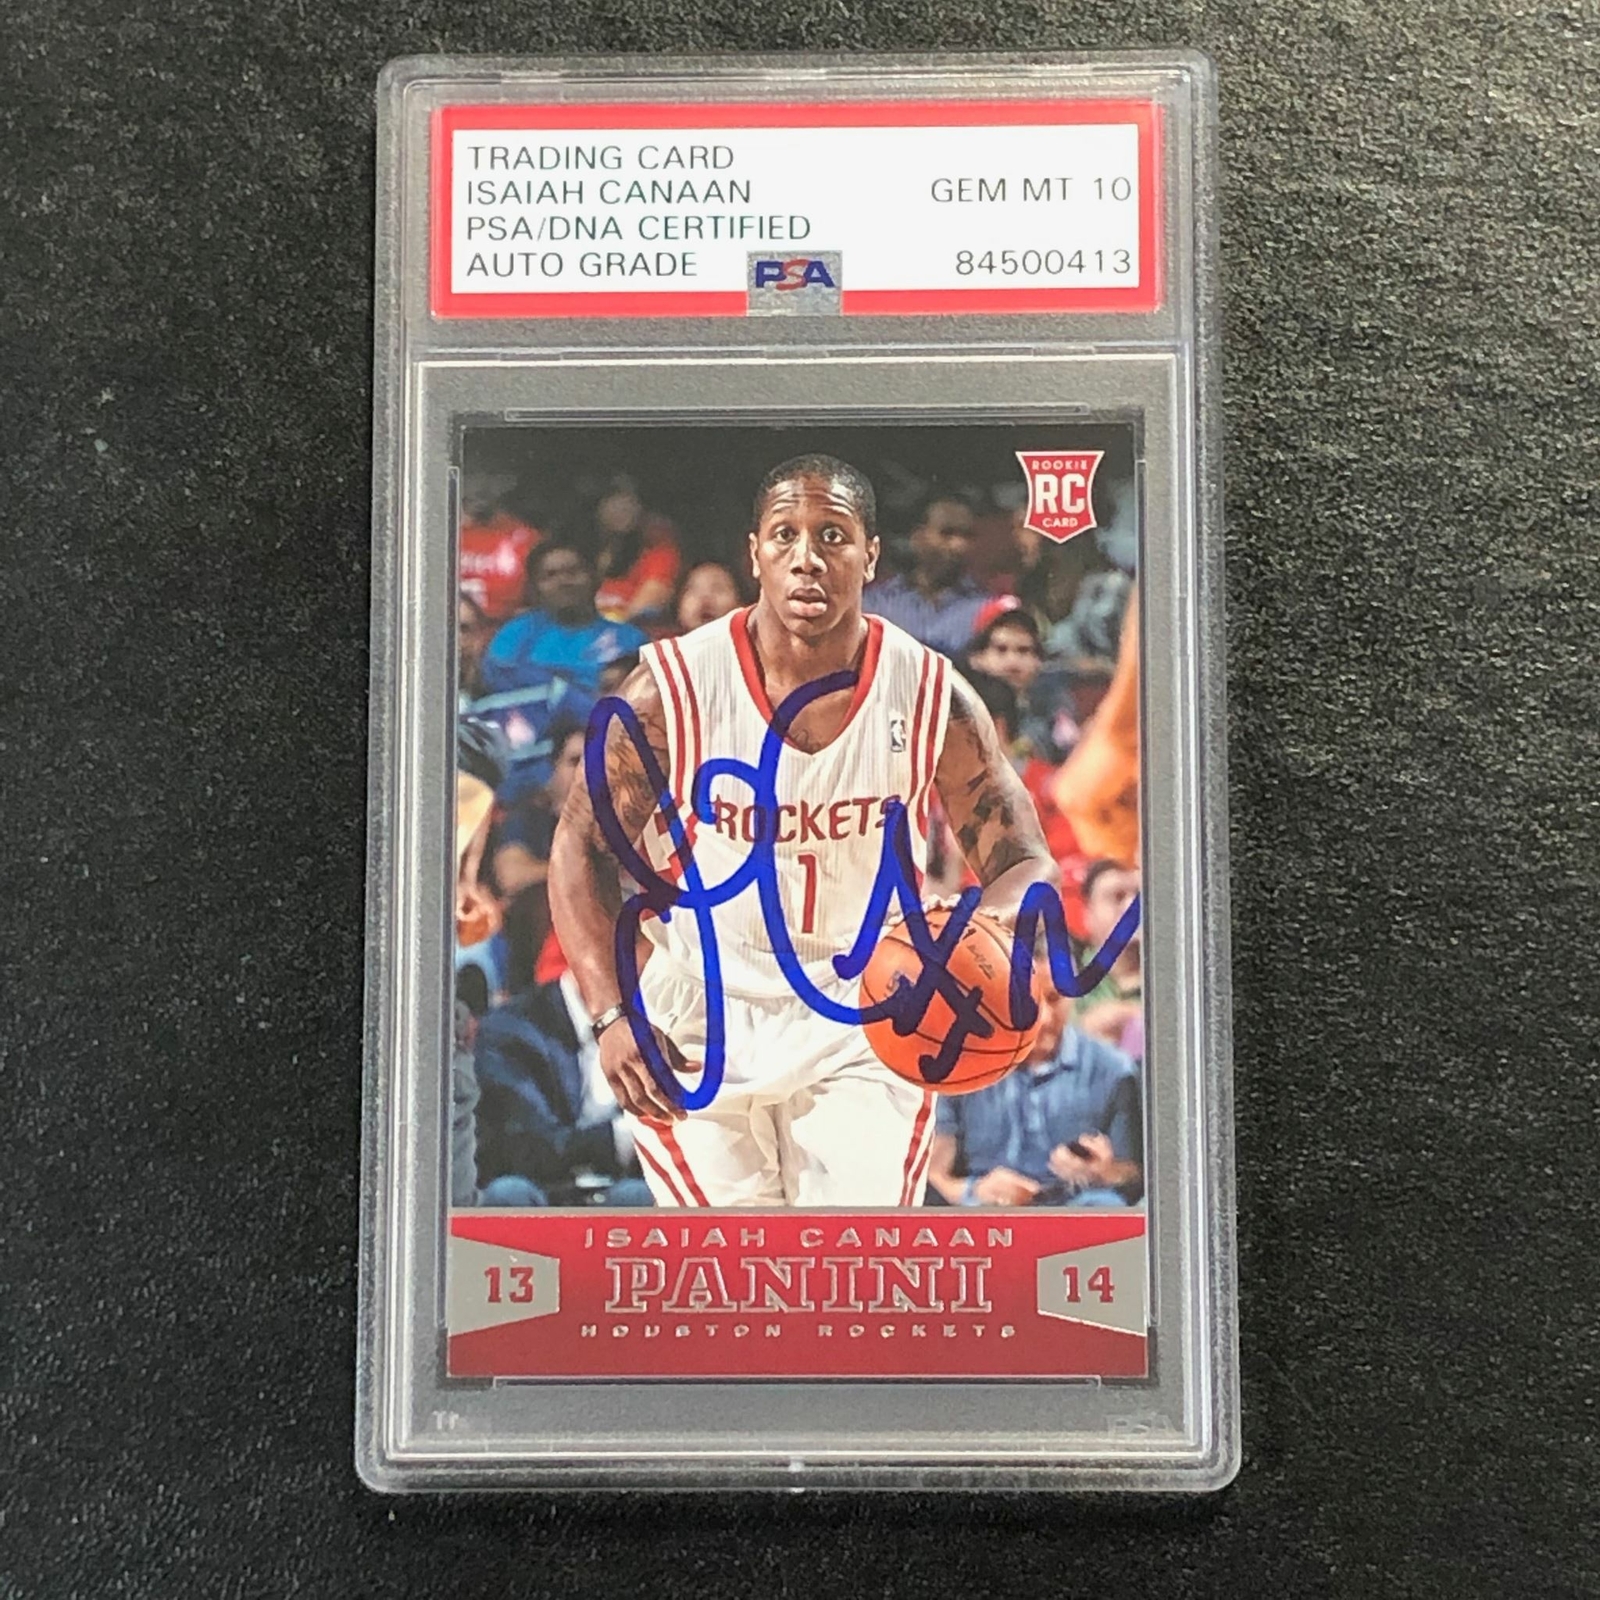 TRADING CARD
ISAIAH CANAAN GEM MT 10
PSA/DNA CERTIFIED
AUTO GRADE PSA 84500413
ROOKIE
RC
CARD
ROCKETS
1
ISAIAH CANAAN
13 PANINI 14
HOUSTON ROCKETS
PSA